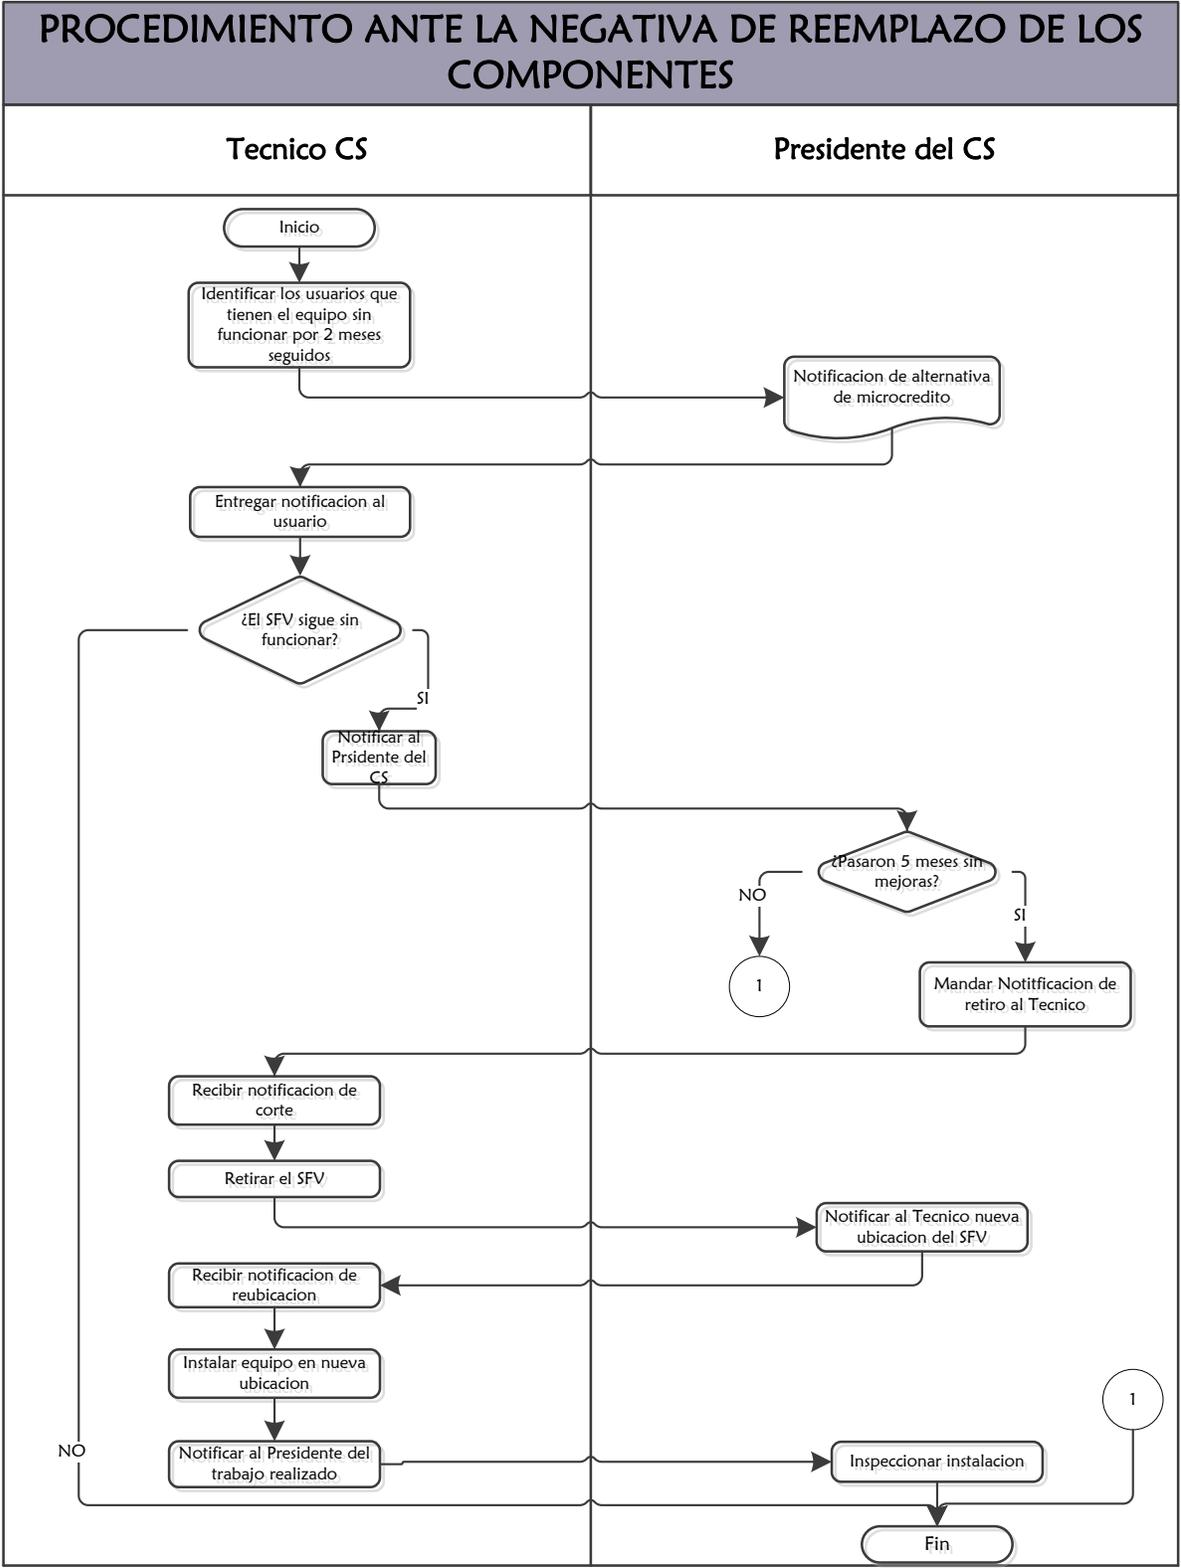 PROCEDIMIENTO ANTE LA NEGATIVA DE REEMPLAZO DE LOS
COMPONENTES
Tecnico CS
Presidente del CS
Inicio
Identificar los usuarios que
tienen el equipo sin
funcionar por 2 meses
seguidos
Notificacion de alternativa
de microcredito
Entregar notificacion al
usuario
¿El SFV sigue sin
funcionar?
SI
Notificar al
Prsidente del
CS
¿Pasaron 5 meses sin
mejoras?
NO
SI
1
Mandar Notitficacion de
retiro al Tecnico
Recibir notificacion de
corte
Retirar el SFV
Notificar al Tecnico nueva
ubicacion del SFV
Recibir notificacion de
reubicacion
Instalar equipo en nueva
ubicacion
1
NO
Notificar al Presidente del
trabajo realizado
Inspeccionar instalacion
Fin